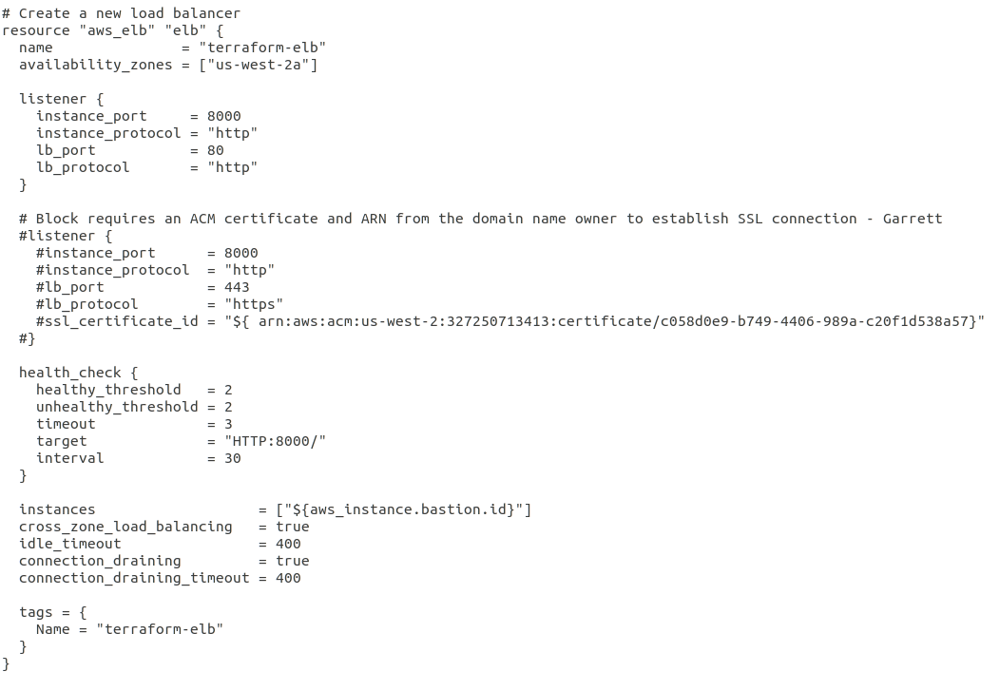 # Create a new load balancer
resource "aws_elb" "elb" {
  name               = "terraform-elb"
  availability_zones = ["us-west-2a"]

  listener {
    instance_port     = 8000
    instance_protocol = "http"
    lb_port           = 80
    lb_protocol       = "http"
  }

  # Block requires an ACM certificate and ARN from the domain name owner to establish SSL connection - Garrett
  #listener {
    #instance_port      = 8000
    #instance_protocol  = "http"
    #lb_port            = 443
    #lb_protocol        = "https"
    #ssl_certificate_id = "${ arn:aws:acm:us-west-2:327250713413:certificate/c058d0e9-b749-4406-989a-c20f1d538a57}"
  #}

  health_check {
    healthy_threshold   = 2
    unhealthy_threshold = 2
    timeout             = 3
    target              = "HTTP:8000/"
    interval            = 30
  }

  instances                   = ["${aws_instance.bastion.id}"]
  cross_zone_load_balancing   = true
  idle_timeout                = 400
  connection_draining         = true
  connection_draining_timeout = 400

  tags = {
    Name = "terraform-elb"
  }
}